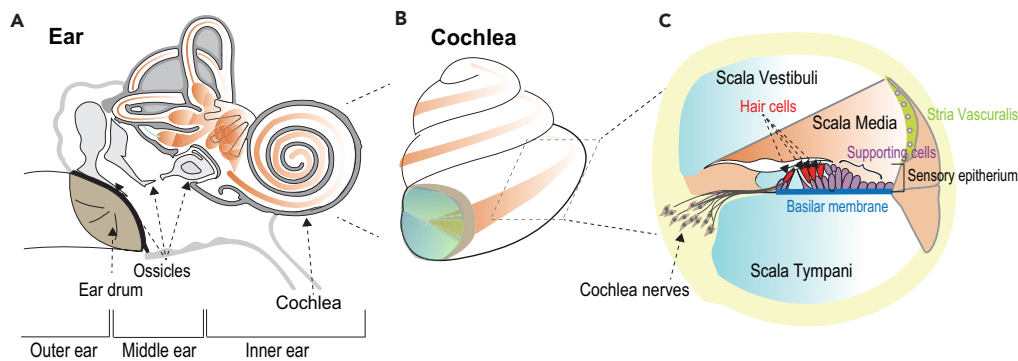 A
Ear
Ossicles
Ear drum
Cochlea
Outer ear
Middle ear
Inner ear
B
Cochlea
C
Scala Vestibuli
Hair cells
Scala Media
Stria Vascuralis
Supporting cells
Sensory epitherium
Basilar membrane
Scala Tympani
Cochlea nerves